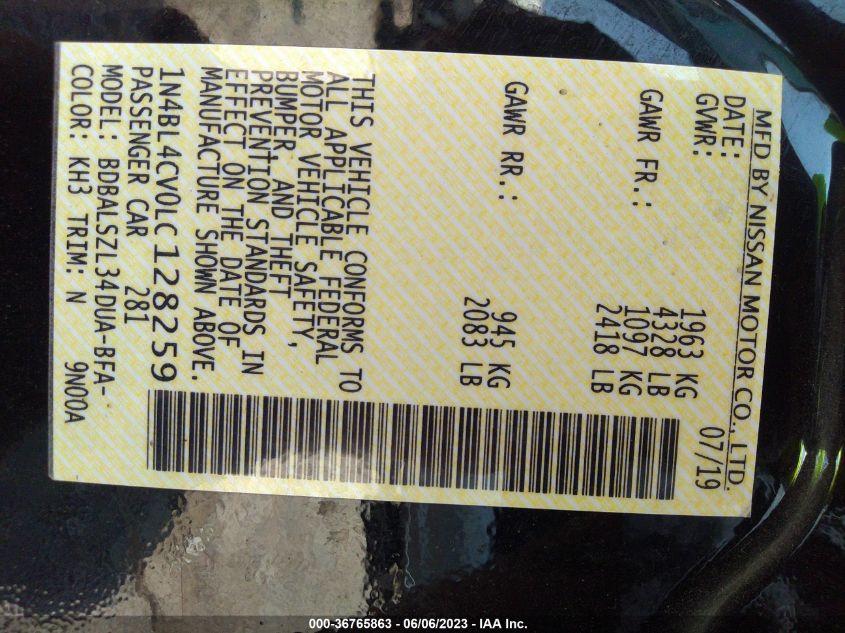 MFD BY NISSAN MOTOR CO., LTD.
DATE: 07/19
GVWR: 1963 KG
4328 LB
GAWR FR.: 1097 KG
2418 LB
GAWR RR.: 945 KG
2083 LB
THIS VEHICLE CONFORMS TO
ALL APPLICABLE FEDERAL
MOTOR VEHICLE SAFETY,
BUMPER AND THEFT
PREVENTION STANDARDS IN
EFFECT ON THE DATE OF
MANUFACTURE SHOWN ABOVE.
1N4BL4CV0LC128259
PASSENGER CAR 281
MODEL: BDBALSZL34DUA-BFA-
COLOR: KH3 TRIM: N 9N00A
000-36765863 - 06/06/2023 - IAA Inc.